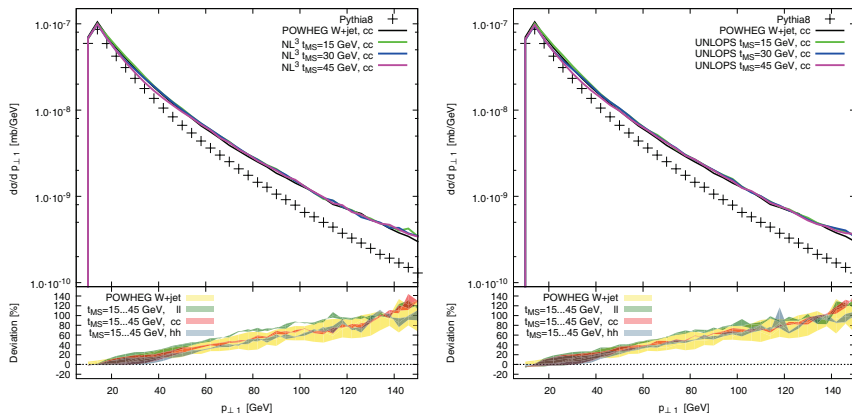 Pythia8
POWHEG W+jet, cc
NL³ tMS=15 GeV, cc
NL³ tMS=30 GeV, cc
NL³ tMS=45 GeV, cc
1.0·10-7
1.0·10-8
1.0·10-9
1.0·10-10
dσ/d p⊥1 [mb/GeV]
POWHEG W+jet
tMS=15...45 GeV, ll
tMS=15...45 GeV, cc
tMS=15...45 GeV, hh
140
120
100
80
60
40
20
0
-20
Deviation [%]
20 40 60 80 100 120 140
p⊥1 [GeV]
Pythia8
POWHEG W+jet, cc
UNLOPS tMS=15 GeV, cc
UNLOPS tMS=30 GeV, cc
UNLOPS tMS=45 GeV, cc
1.0·10-7
1.0·10-8
1.0·10-9
1.0·10-10
dσ/d p⊥1 [mb/GeV]
POWHEG W+jet
tMS=15...45 GeV, ll
tMS=15...45 GeV, cc
tMS=15...45 GeV, hh
140
120
100
80
60
40
20
0
-20
Deviation [%]
20 40 60 80 100 120 140
p⊥1 [GeV]